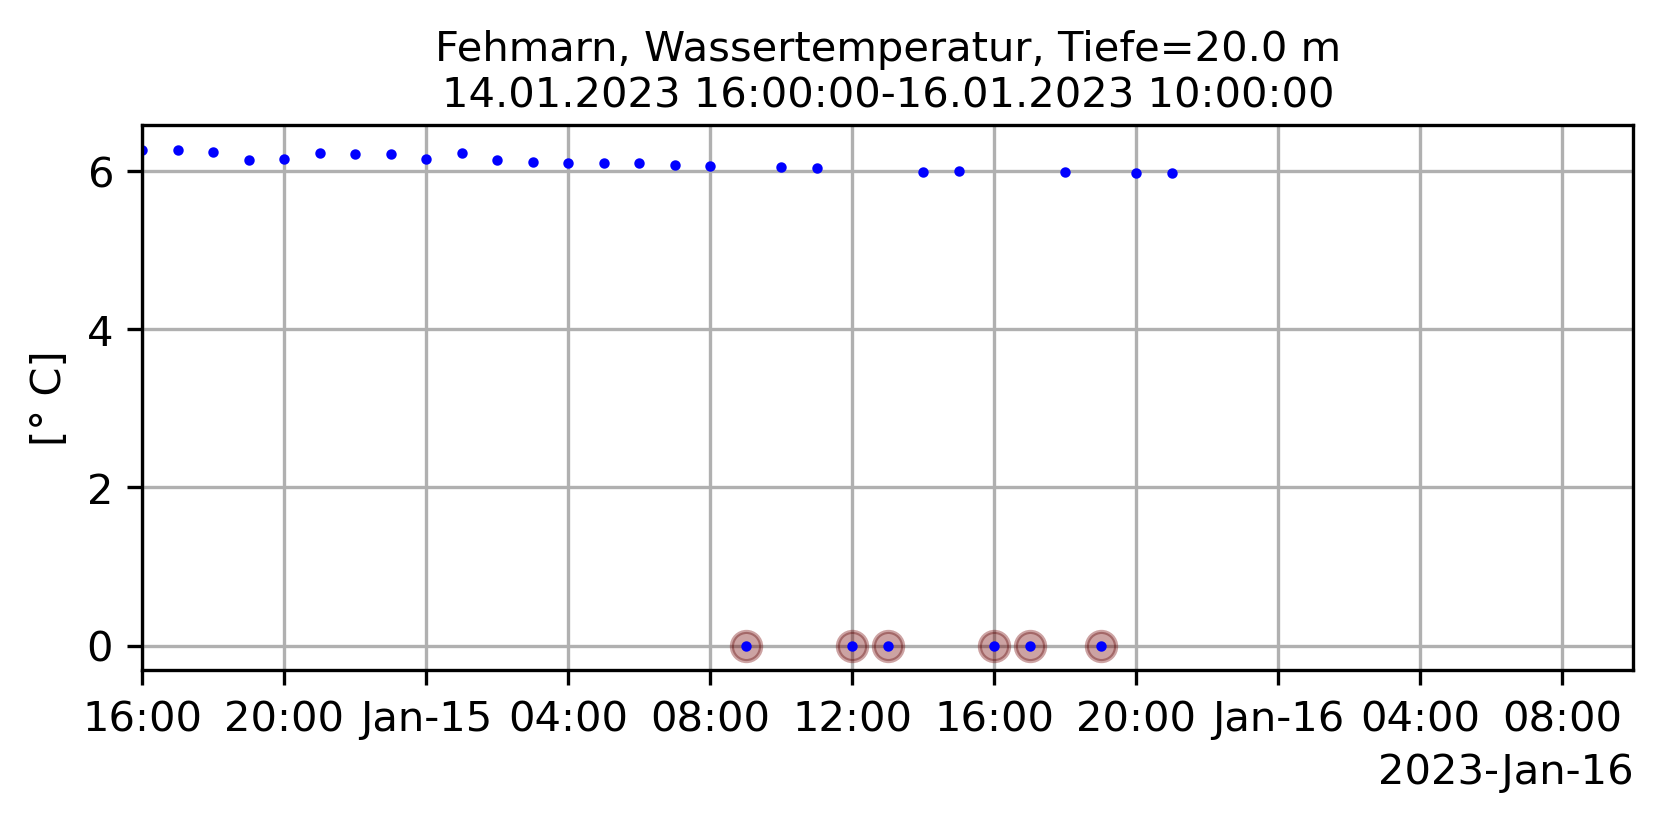 Fehmarn, Wassertemperatur, Tiefe=20.0 m
14.01.2023 16:00:00-16.01.2023 10:00:00
[° C]
6
4
2
0
16:00 20:00 Jan-15 04:00 08:00 12:00 16:00 20:00 Jan-16 04:00 08:00
2023-Jan-16